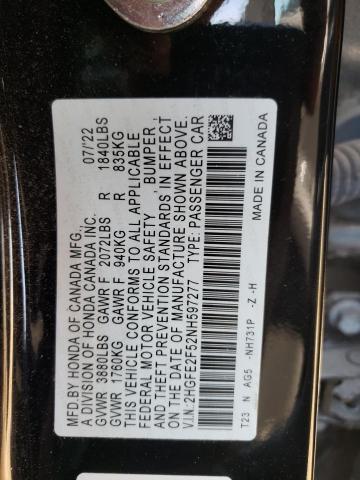 MFD BY HONDA OF CANADA MFG., 07/'22
A DIVISION OF HONDA CANADA INC.
GVWR 3880LBS GAWR F 2072LBS R 1840LBS
GVWR 1760KG GAWR F 940KG R 835KG
THIS VEHICLE CONFORMS TO ALL APPLICABLE
FEDERAL MOTOR VEHICLE SAFETY , BUMPER ,
AND THEFT PREVENTION STANDARDS IN EFFECT
ON THE DATE OF MANUFACTURE SHOWN ABOVE.
V.I.N:2HGFE2F52NH597277 TYPE: PASSENGER CAR
T23 N AG5 -NH731P -Z -H MADE IN CANADA